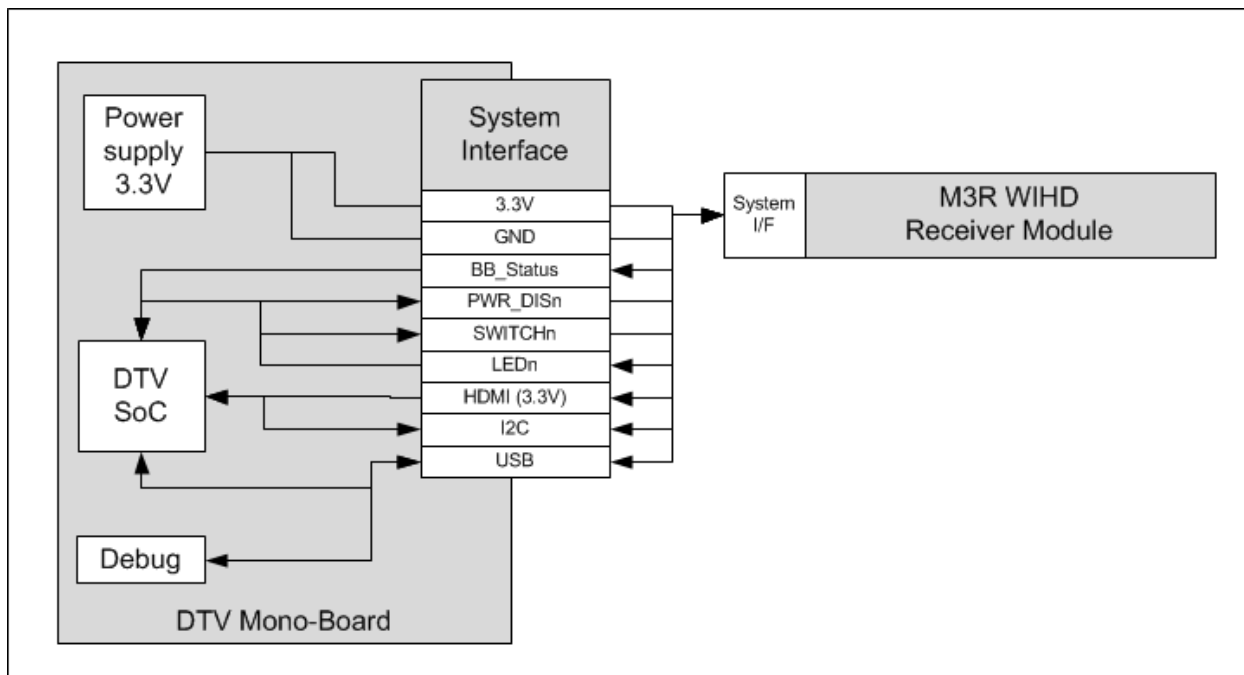 Power
supply
3.3V
System
Interface
3.3V
GND
BB_Status
PWR_DISn
SWITCHn
LEDn
HDMI (3.3V)
I2C
USB
System
I/F
M3R WIHD
Receiver Module
DTV
SoC
Debug
DTV Mono-Board